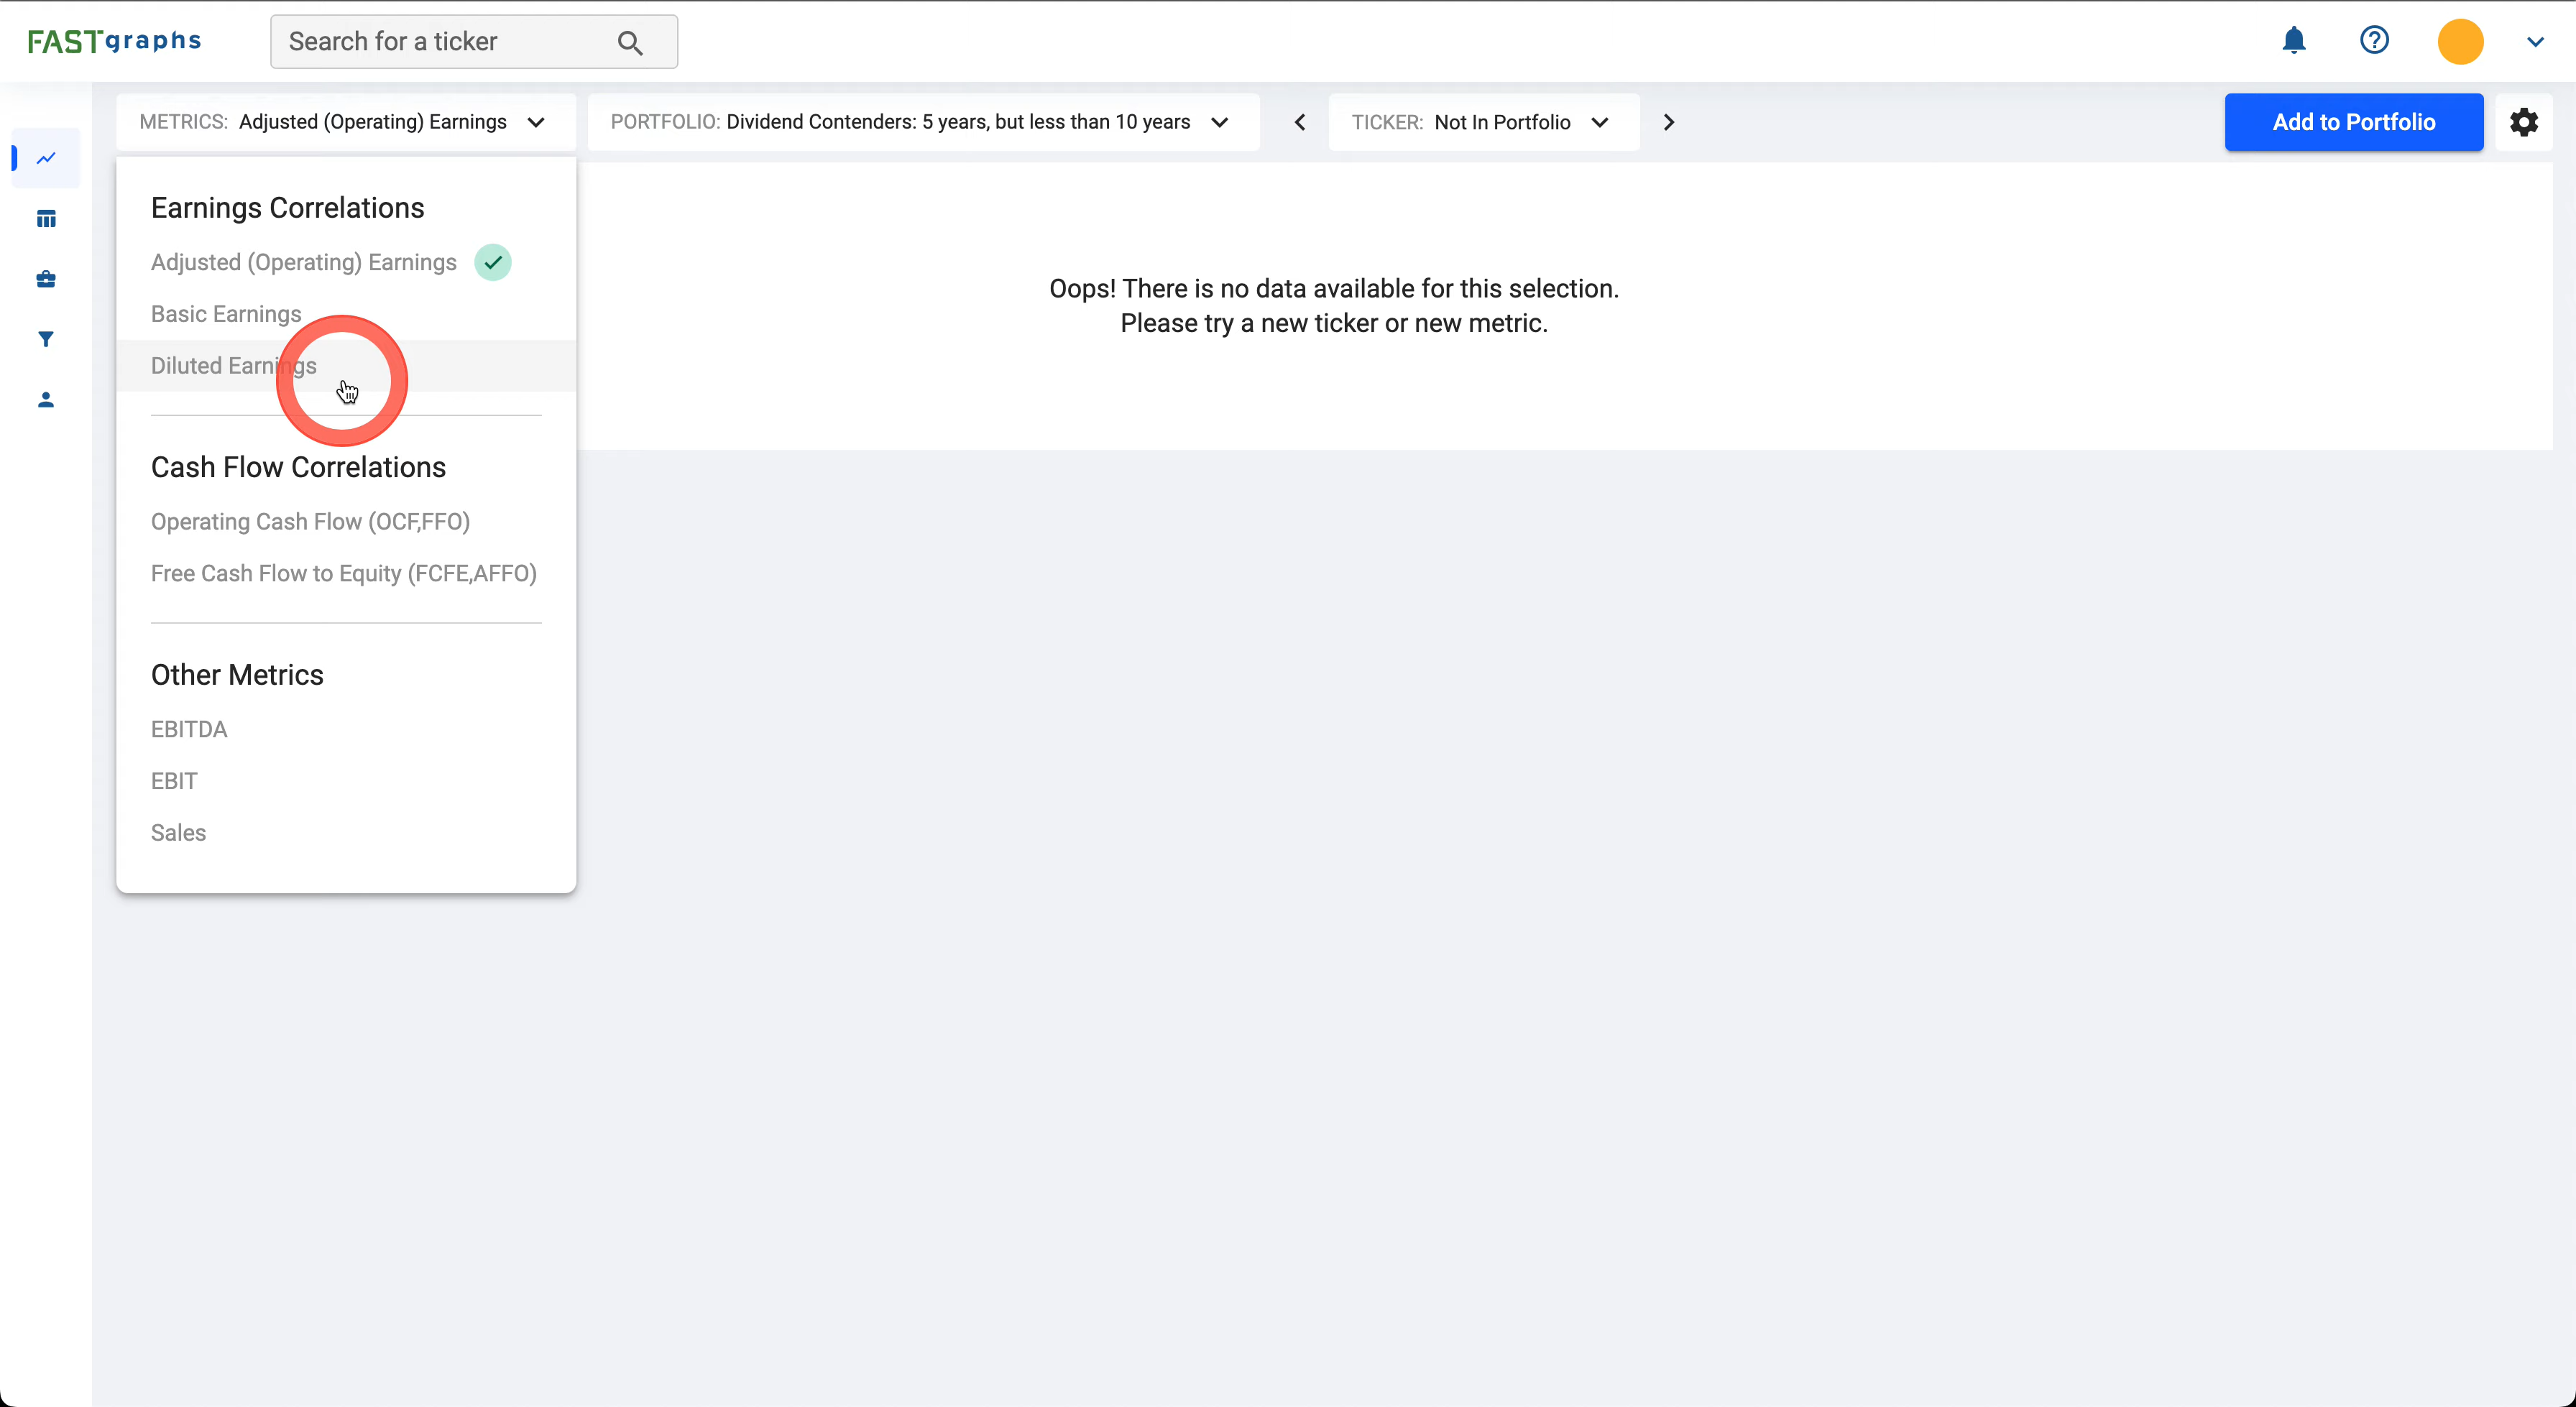 FASTgraphs
Search for a ticker
METRICS: Adjusted (Operating) Earnings
PORTFOLIO: Dividend Contenders: 5 years, but less than 10 years
TICKER: Not In Portfolio
Add to Portfolio
Earnings Correlations
Adjusted (Operating) Earnings
Basic Earnings
Diluted Earnings
Cash Flow Correlations
Operating Cash Flow (OCF,FFO)
Free Cash Flow to Equity (FCFE,AFFO)
Other Metrics
EBITDA
EBIT
Sales
Oops! There is no data available for this selection.
Please try a new ticker or new metric.